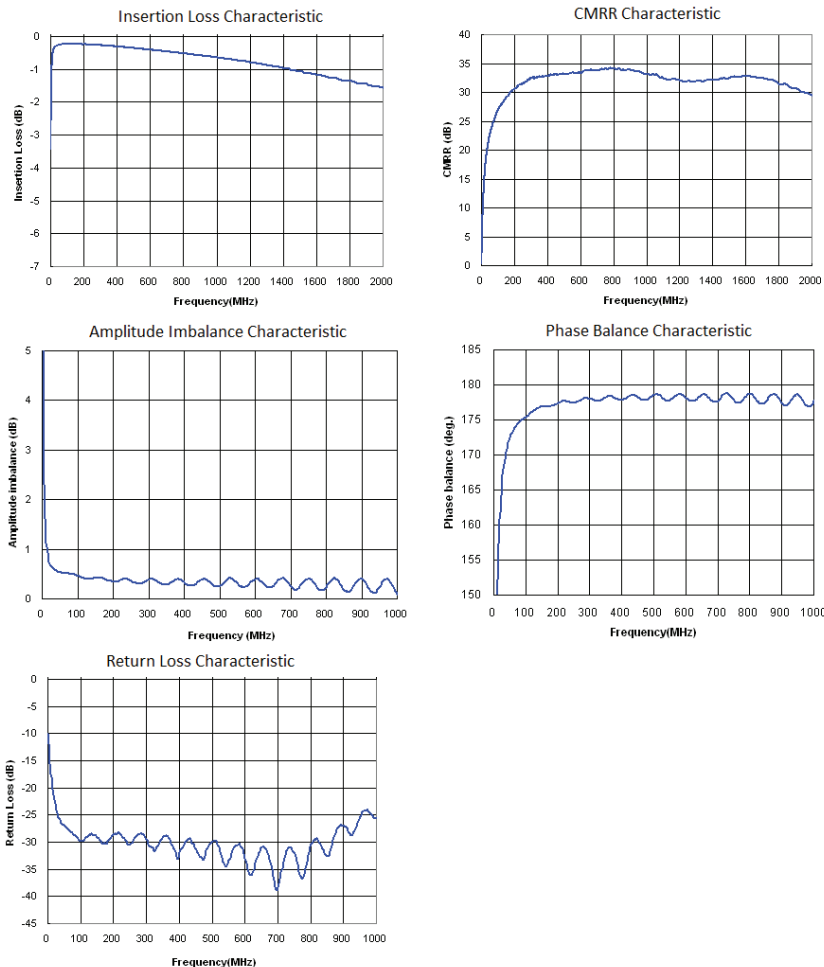 Insertion Loss Characteristic
0
-1
-2
-3
-4
-5
-6
-7
Insertion Loss (dB)
0 200 400 600 800 1000 1200 1400 1600 1800 2000
Frequency(MHz)
CMRR Characteristic
40
35
30
25
20
15
10
5
0
CMRR (dB)
0 200 400 600 800 1000 1200 1400 1600 1800 2000
Frequency(MHz)
Amplitude Imbalance Characteristic
5
4
3
2
1
0
Amplitude imbalance (dB)
0 100 200 300 400 500 600 700 800 900 1000
Frequency (MHz)
Phase Balance Characteristic
185
180
175
170
165
160
155
150
Phase balance (deg.)
0 100 200 300 400 500 600 700 800 900 1000
Frequency(MHz)
Return Loss Characteristic
0
-5
-10
-15
-20
-25
-30
-35
-40
-45
Return Loss (dB)
0 100 200 300 400 500 600 700 800 900 1000
Frequency(MHz)